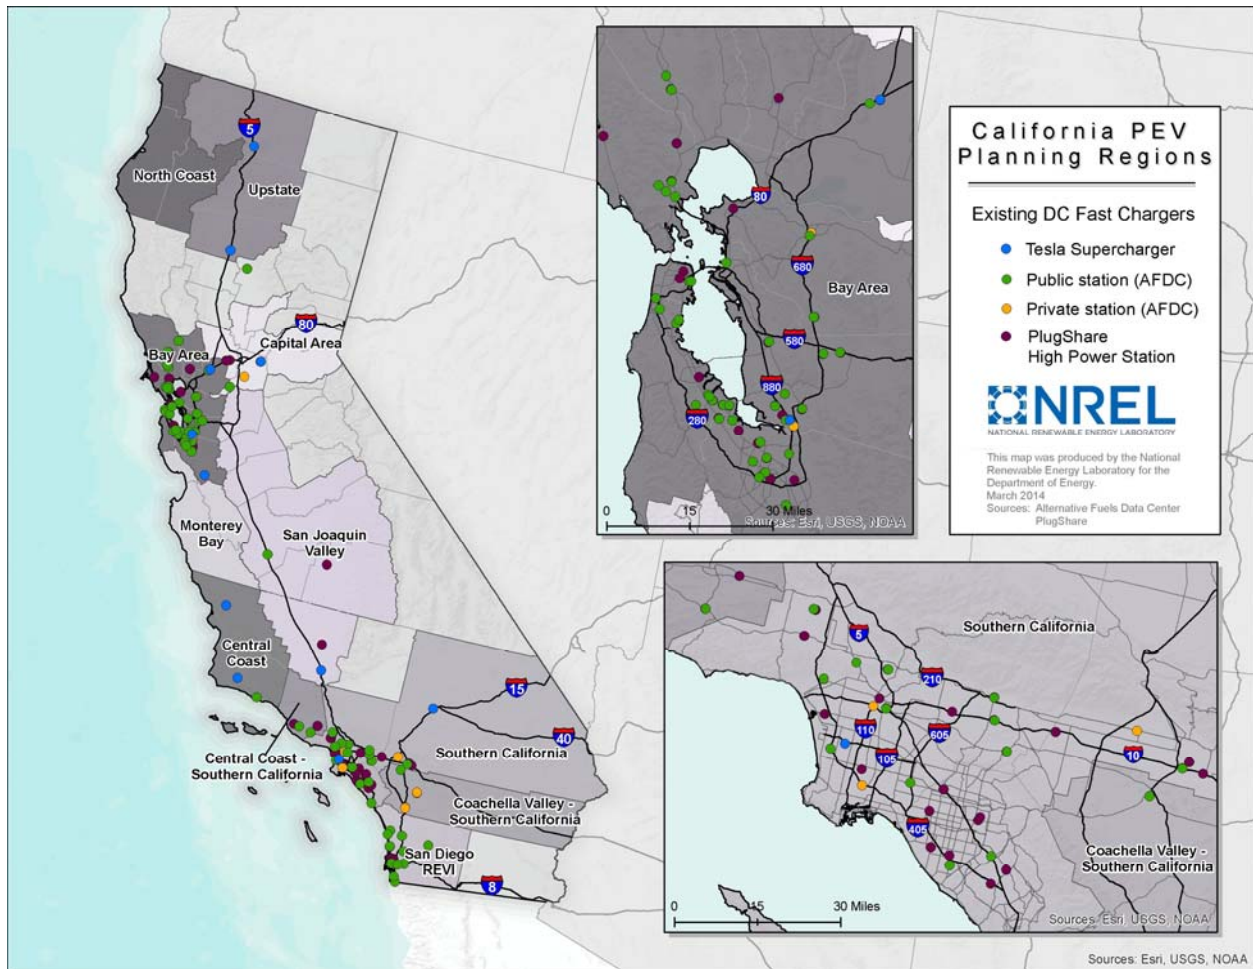 5
North Coast
Upstate
80
Bay Area
Capital Area
Monterey
Bay
San Joaquin
Valley
Central
Coast
15
40
Southern California
Central Coast -
Southern California
Coachella Valley -
Southern California
San Diego
REVI
8
80
680
Bay Area
580
880
280
0 15 30 Miles
Sources: Esri, USGS, NOAA
California PEV
Planning Regions
Existing DC Fast Chargers
Tesla Supercharger
Public station (AFDC)
Private station (AFDC)
PlugShare
High Power Station
NREL
NATIONAL RENEWABLE ENERGY LABORATORY
This map was produced by the National
Renewable Energy Laboratory for the
Department of Energy.
March 2014
Sources: Alternative Fuels Data Center
PlugShare
5
Southern California
210
110
605
105
10
405
Coachella Valley -
Southern California
0 15 30 Miles
Sources: Esri, USGS, NOAA
Sources: Esri, USGS, NOAA